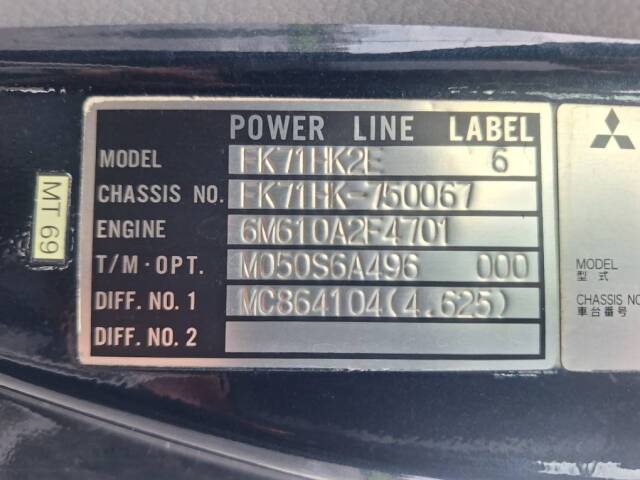 POWER LINE LABEL
MODEL FK71HK2E 6
CHASSIS NO. FK71HK-750067
ENGINE 6M610A2F4701
T/M·OPT. M050S6A496 000
DIFF. NO. 1 MC864104(4.625)
DIFF. NO. 2
MT 69
MODEL
型式
CHASSIS NO
車台番号